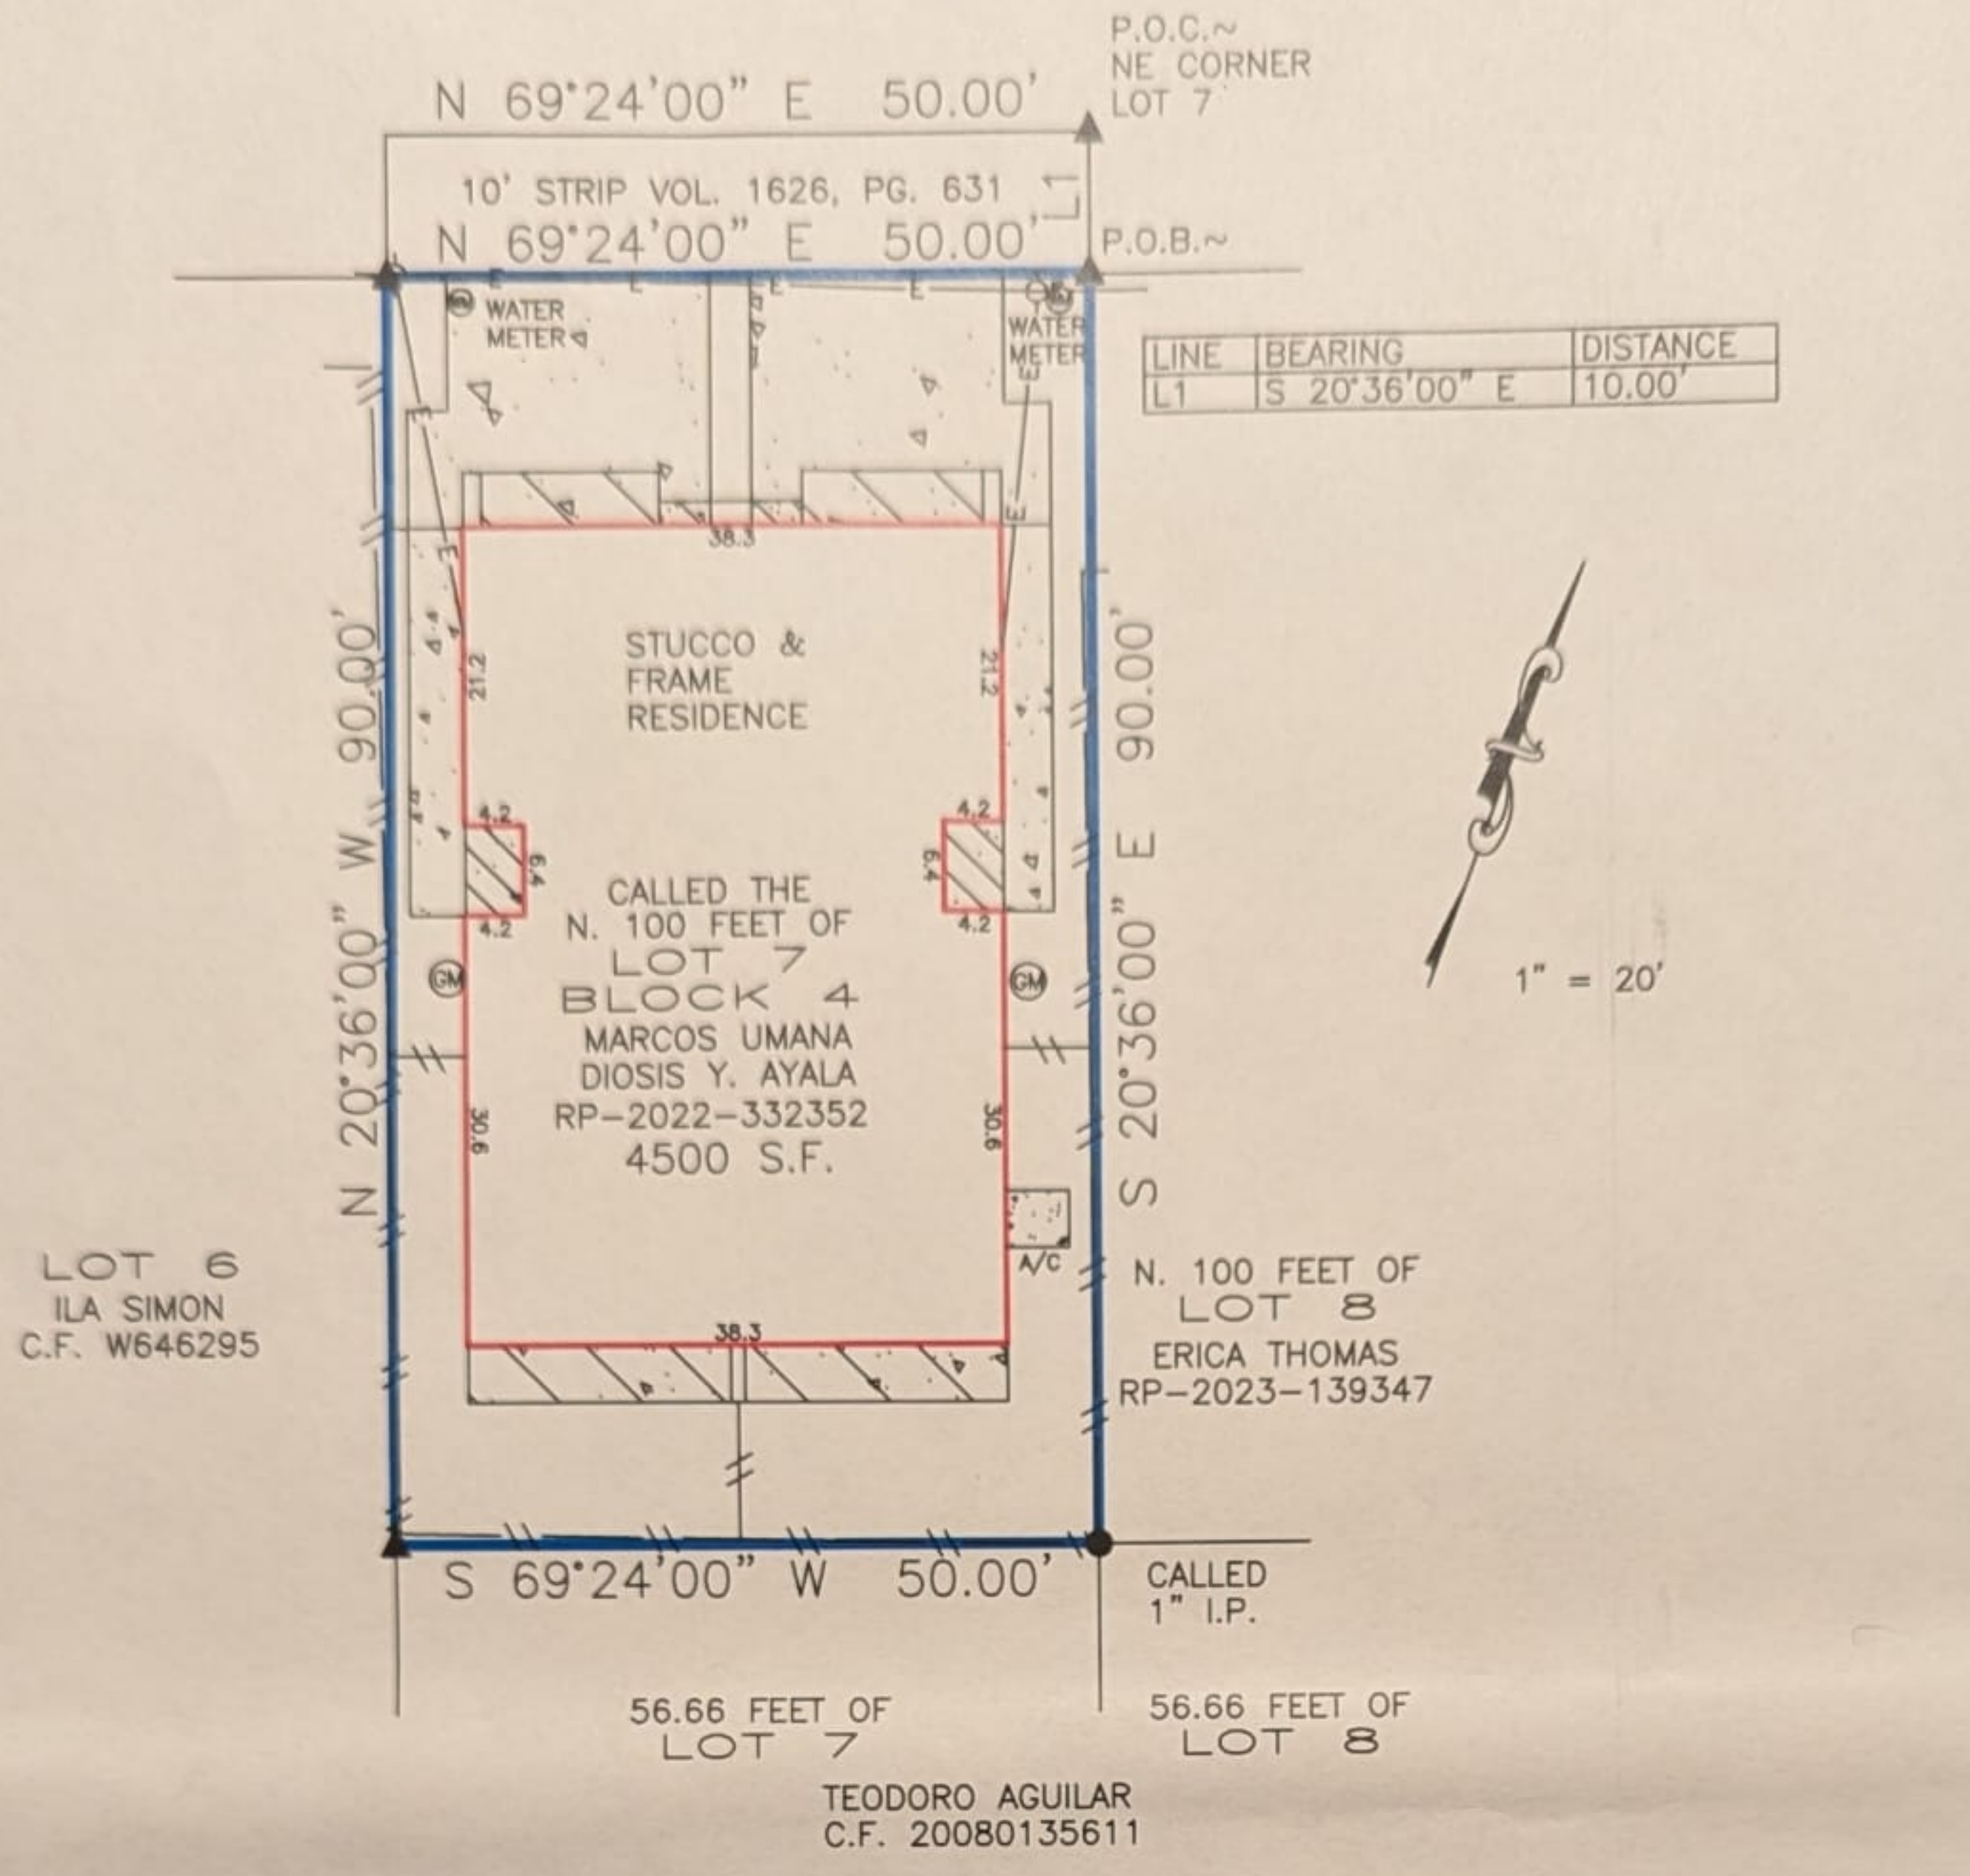 P.O.C.~
NE CORNER
LOT 7
N 69°24'00" E 50.00'
10' STRIP VOL. 1626, PG. 631
L1
N 69°24'00" E 50.00'
P.O.B.~
E
E
E
E
WATER
METER
WATER
METER
LINE BEARING DISTANCE
L1 S 20°36'00" E 10.00'
E
E
E
E
38.3
N 20°36'00" W 90.00'
S 20°36'00" E 90.00'
21.2
STUCCO &
FRAME
RESIDENCE
21.2
4.2
4.2
6.4
6.4
4.2
4.2
CALLED THE
N. 100 FEET OF
LOT 7
BLOCK 4
MARCOS UMANA
DIOSIS Y. AYALA
RP-2022-332352
4500 S.F.
GM
GM
1" = 20'
30.6
30.6
A/C
38.3
LOT 6
ILA SIMON
C.F. W646295
N. 100 FEET OF
LOT 8
ERICA THOMAS
RP-2023-139347
S 69°24'00" W 50.00'
CALLED
1" I.P.
56.66 FEET OF
LOT 7
56.66 FEET OF
LOT 8
TEODORO AGUILAR
C.F. 20080135611